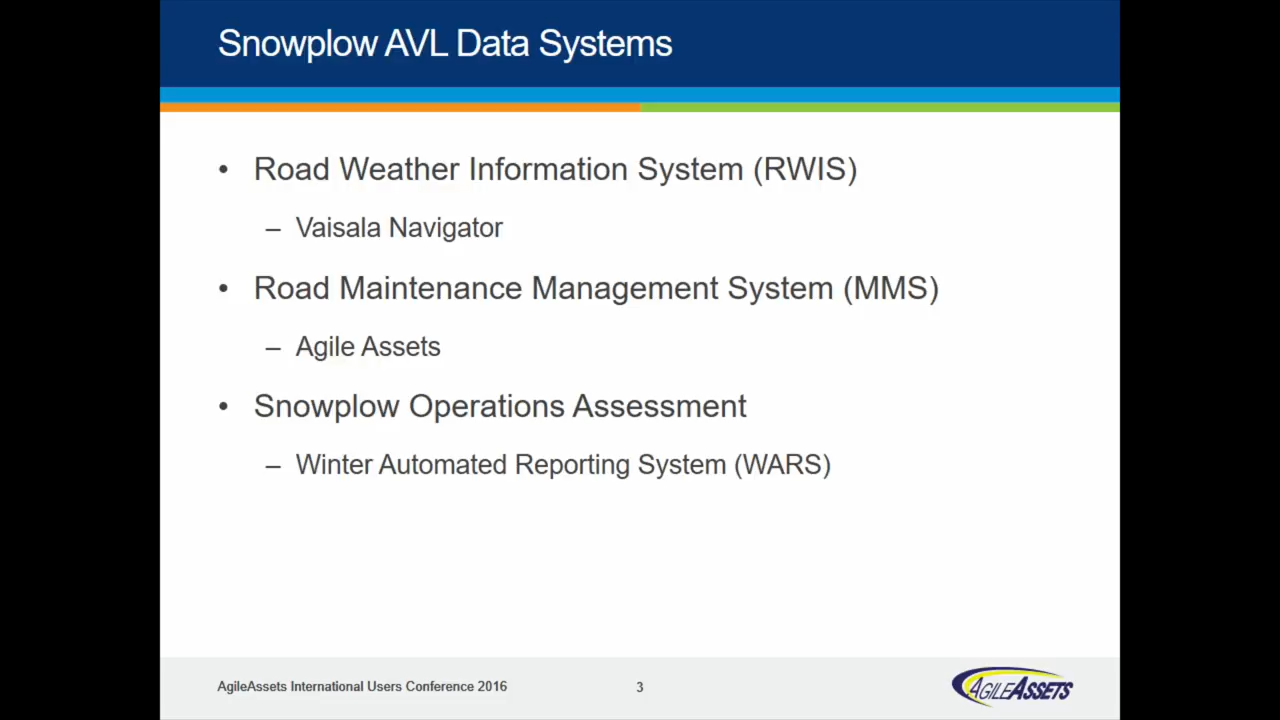 Snowplow AVL Data Systems
• Road Weather Information System (RWIS)
– Vaisala Navigator
• Road Maintenance Management System (MMS)
– Agile Assets
• Snowplow Operations Assessment
– Winter Automated Reporting System (WARS)
AgileAssets International Users Conference 2016
3
AGILEASSETS